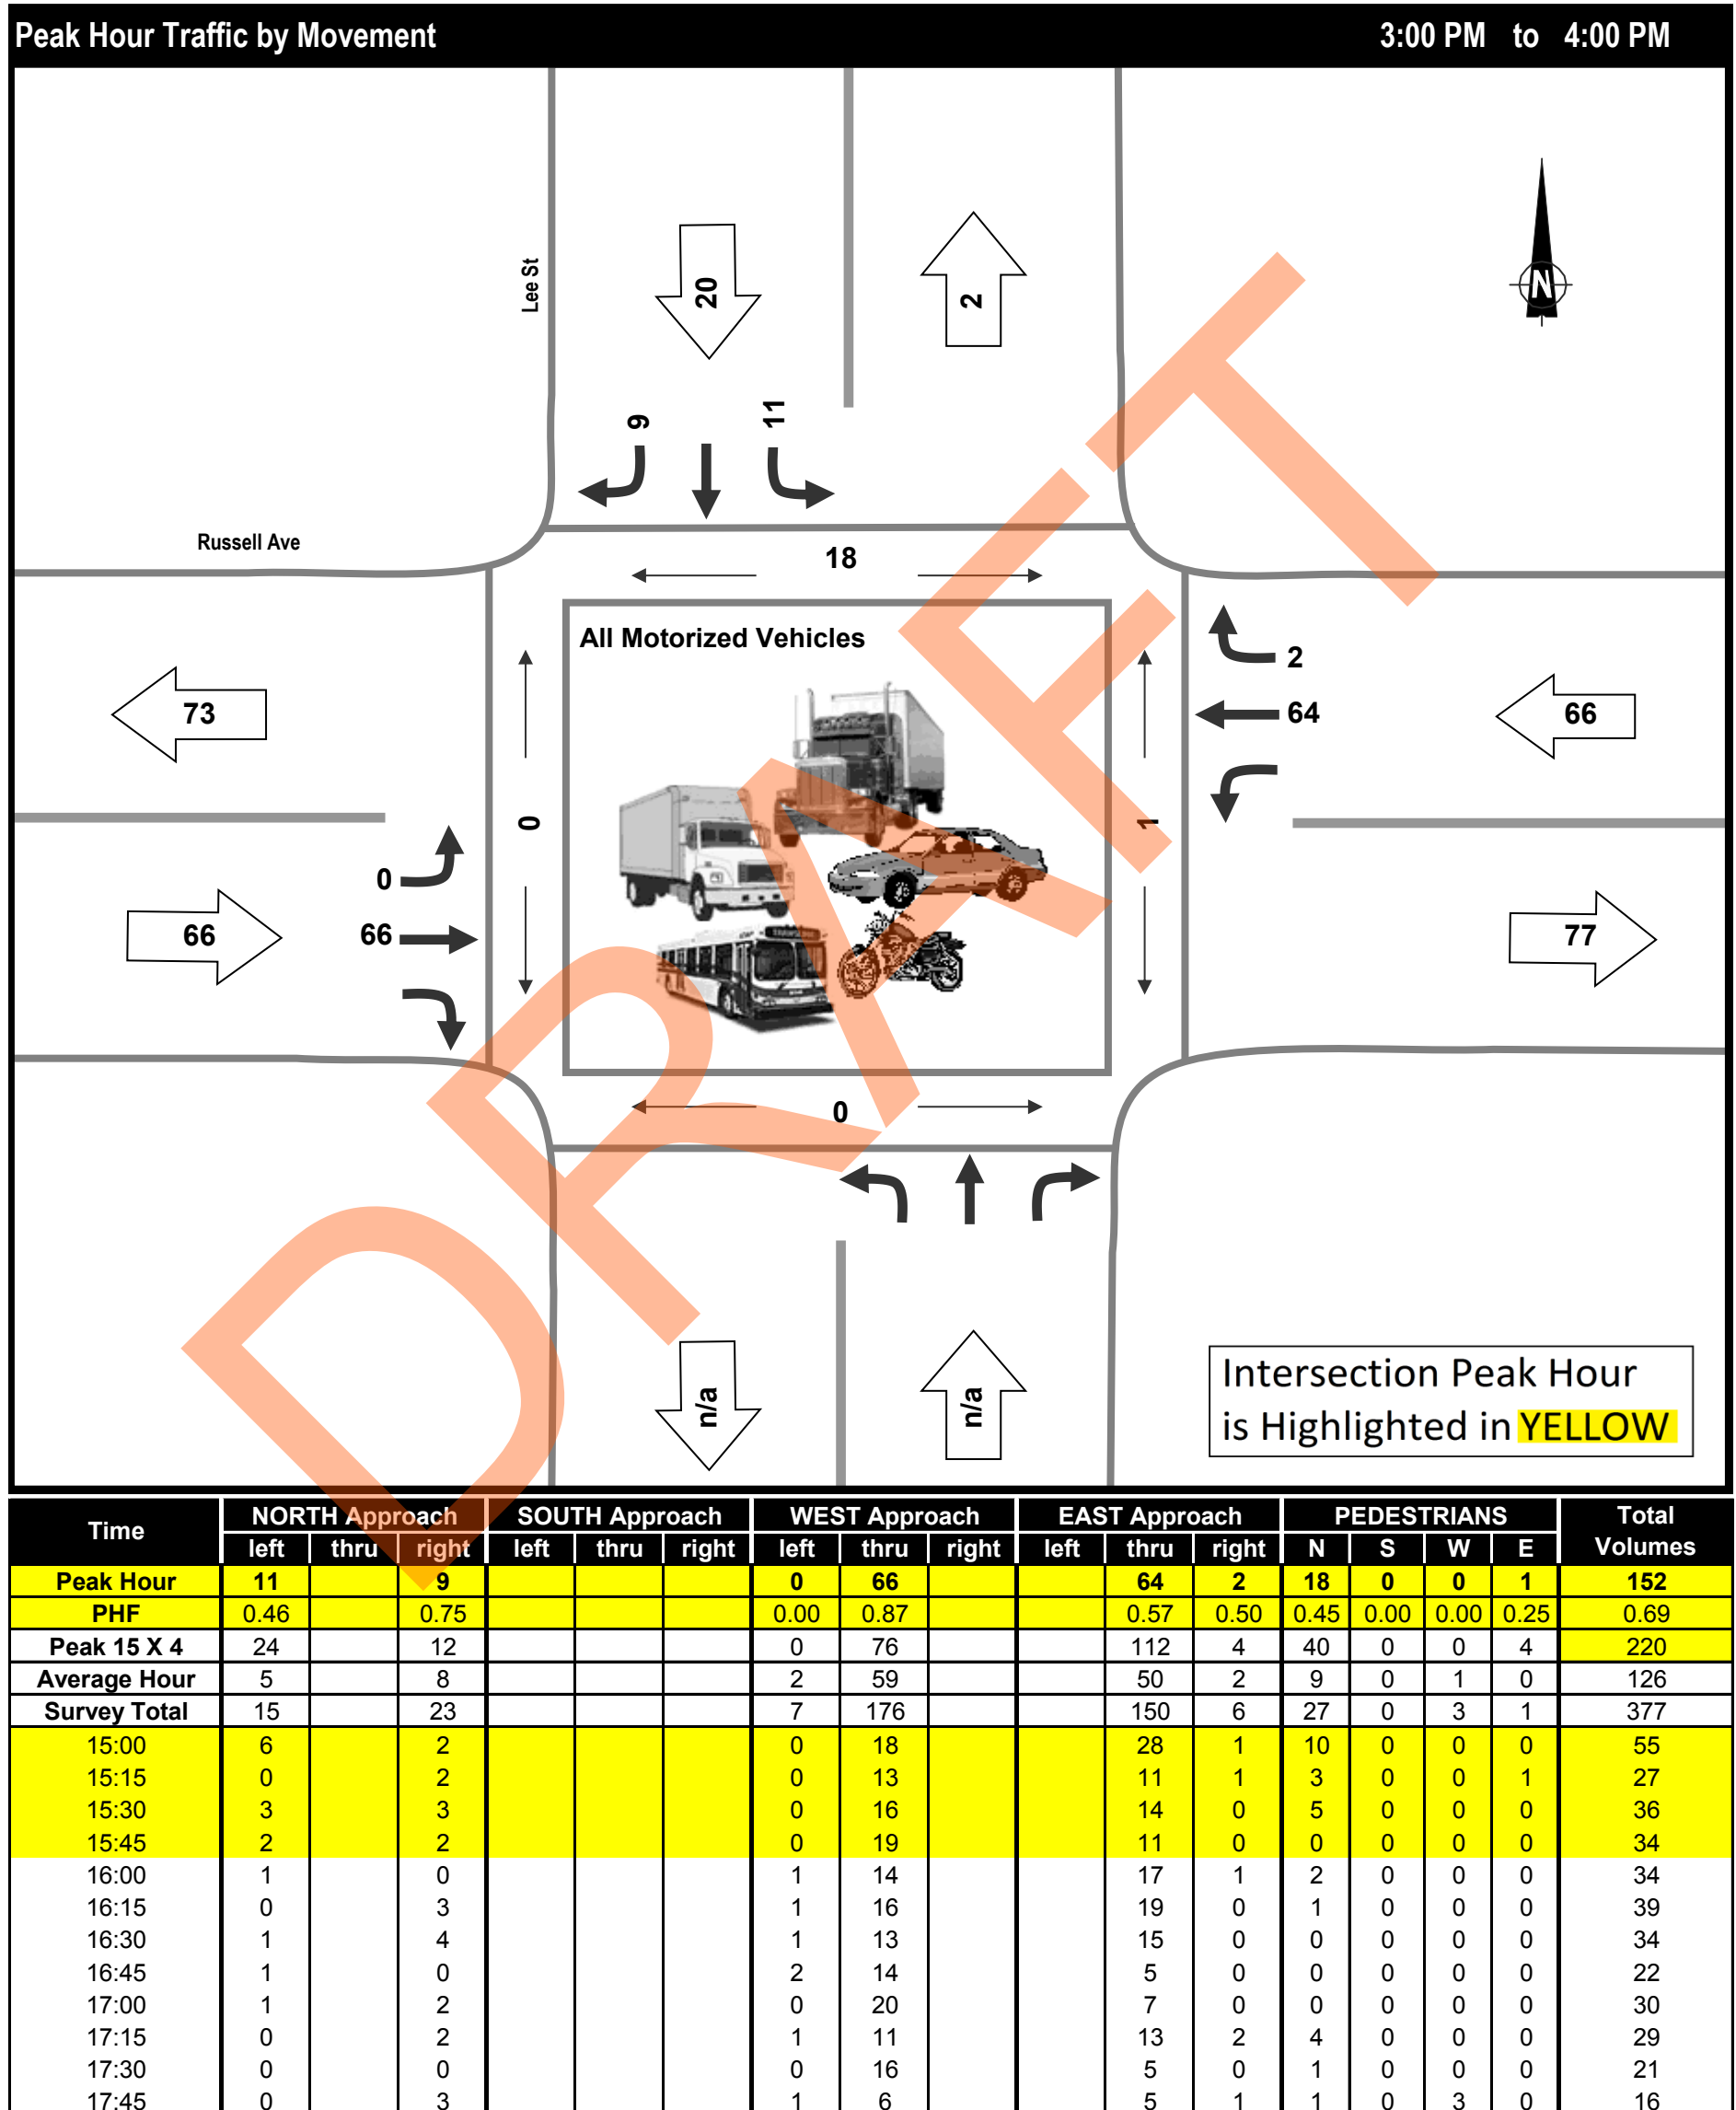 Peak Hour Traffic by Movement 3:00 PM to 4:00 PM
Lee St
20
2
N
9
11
Russell Ave
18
All Motorized Vehicles
2
73
64
66
0
1
0
66
66
77
0
n/a
n/a
Intersection Peak Hour
is Highlighted in YELLOW
DRAFT
Time NORTH Approach SOUTH Approach WEST Approach EAST Approach PEDESTRIANS Total Volumes
left thru right left thru right left thru right left thru right N S W E
Peak Hour 11 9 0 66 64 2 18 0 0 1 152
PHF 0.46 0.75 0.00 0.87 0.57 0.50 0.45 0.00 0.00 0.25 0.69
Peak 15 X 4 24 12 0 76 112 4 40 0 0 4 220
Average Hour 5 8 2 59 50 2 9 0 1 0 126
Survey Total 15 23 7 176 150 6 27 0 3 1 377
15:00 6 2 0 18 28 1 10 0 0 0 55
15:15 0 2 0 13 11 1 3 0 0 1 27
15:30 3 3 0 16 14 0 5 0 0 0 36
15:45 2 2 0 19 11 0 0 0 0 0 34
16:00 1 0 1 14 17 1 2 0 0 0 34
16:15 0 3 1 16 19 0 1 0 0 0 39
16:30 1 4 1 13 15 0 0 0 0 0 34
16:45 1 0 2 14 5 0 0 0 0 0 22
17:00 1 2 0 20 7 0 0 0 0 0 30
17:15 0 2 1 11 13 2 4 0 0 0 29
17:30 0 0 0 16 5 0 1 0 0 0 21
17:45 0 3 1 6 5 1 1 0 3 0 16